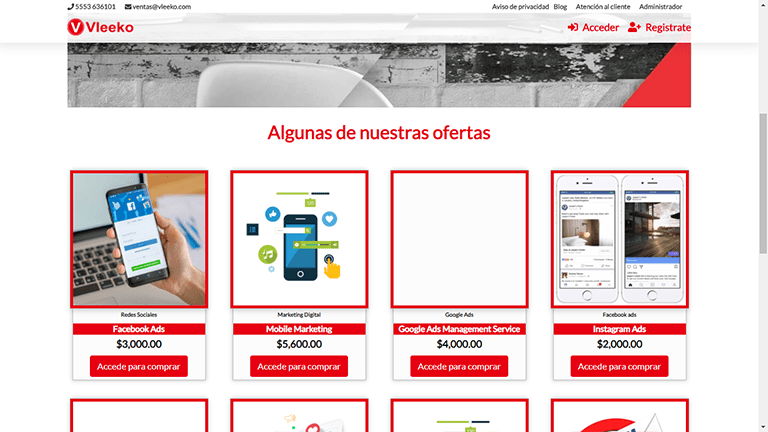 5553 636101 ventas@vleeko.com Aviso de privacidad Blog Atención al cliente Administrador
Vleeko Acceder Registrate
Algunas de nuestras ofertas
Redes Sociales
Facebook Ads
$3,000.00
Accede para comprar
Marketing Digital
Mobile Marketing
$5,600.00
Accede para comprar
Google Ads
Google Ads Management Service
$4,000.00
Accede para comprar
Facebook ads
Instagram Ads
$2,000.00
Accede para comprar